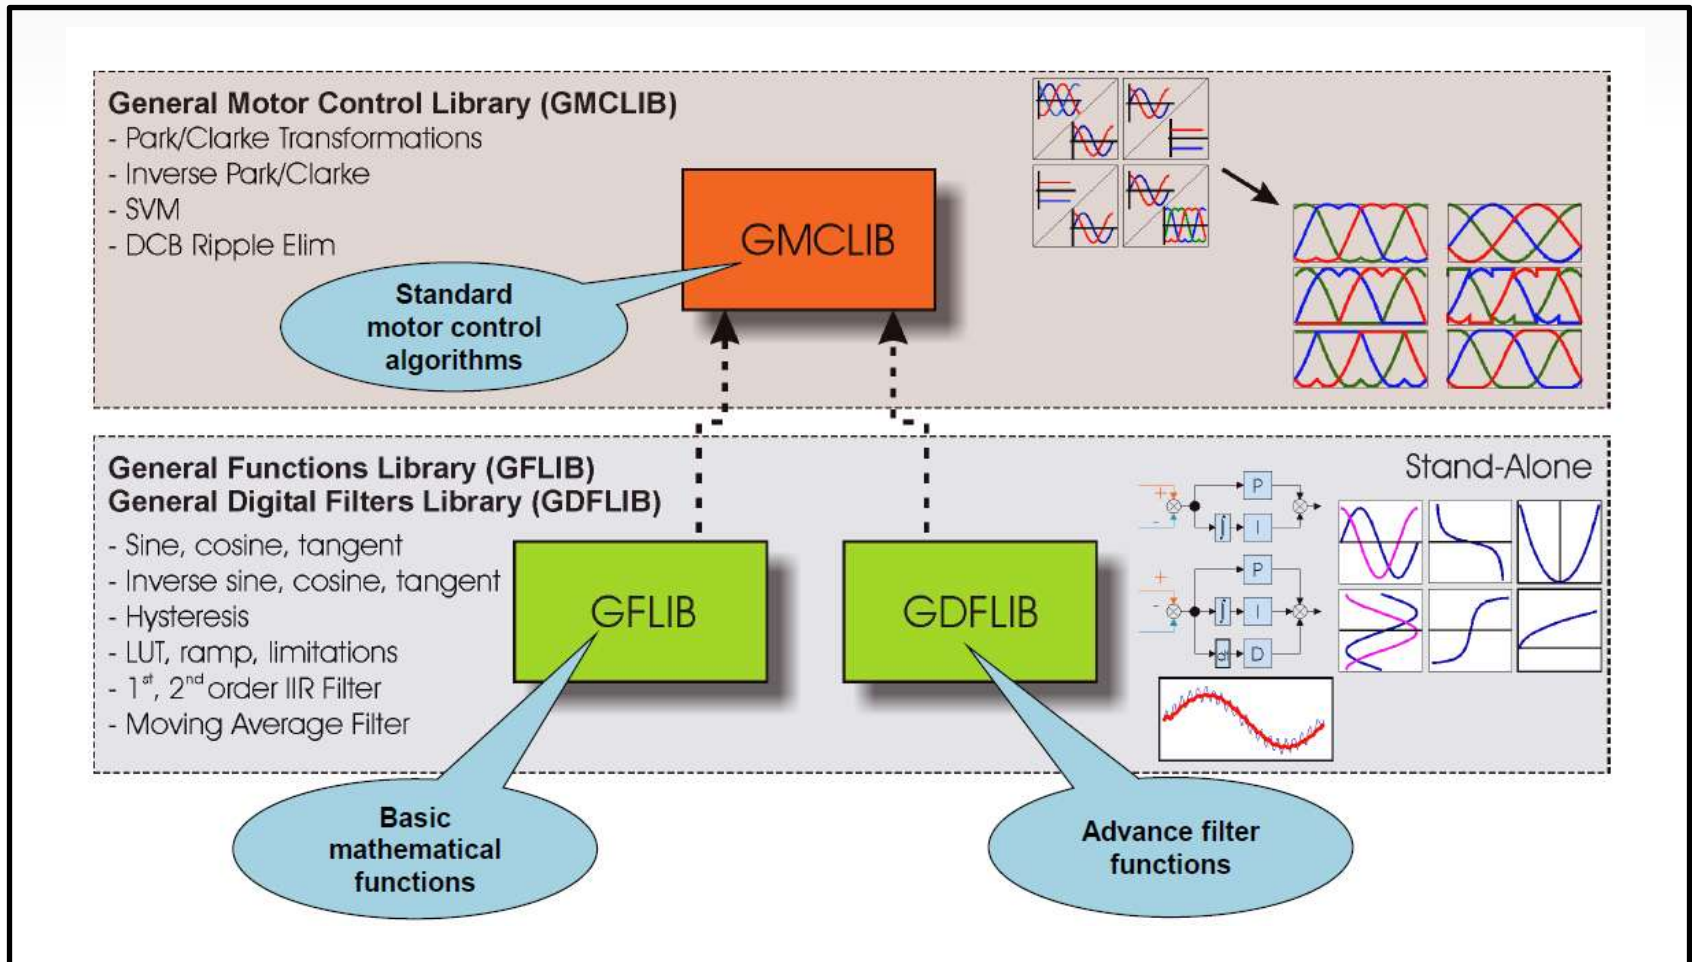 General Motor Control Library (GMCLIB)
- Park/Clarke Transformations
- Inverse Park/Clarke
- SVM
- DCB Ripple Elim
GMCLIB
Standard
motor control
algorithms
General Functions Library (GFLIB)
General Digital Filters Library (GDFLIB)
- Sine, cosine, tangent
- Inverse sine, cosine, tangent
- Hysteresis
- LUT, ramp, limitations
- 1st, 2nd order IIR Filter
- Moving Average Filter
GFLIB
GDFLIB
Stand-Alone
+
P
-
∫
I
+
P
-
∫
I
D
Basic
mathematical
functions
Advance filter
functions